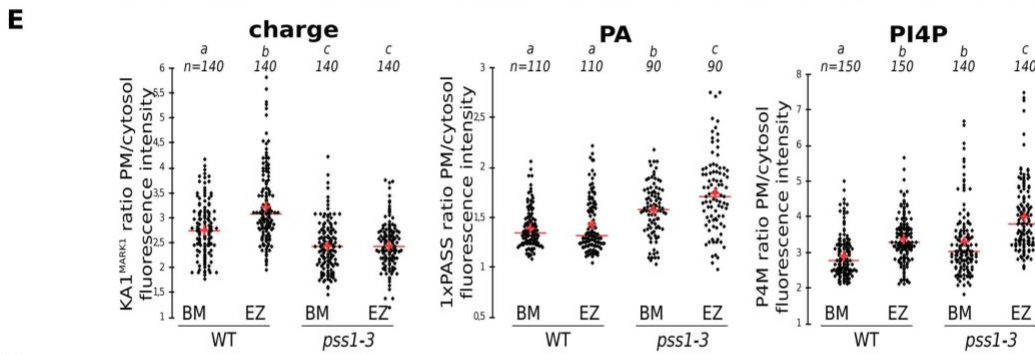 E
charge
a b c c
n=140 140 140 140
KA1 MARK1 ratio PM/cytosol
fluorescence intensity
6
5,5
5
4,5
4
3,5
3
2,5
2
1,5
1
BM EZ BM EZ
WT pss1-3
PA
a a b c
n=110 110 90 90
1xPASS ratio PM/cytosol
fluorescence intensity
3
2,5
2
1,5
1
0,5
BM EZ BM EZ
WT pss1-3
PI4P
a b b c
n=150 150 140 140
P4M ratio PM/cytosol
fluorescence intensity
8
7
6
5
4
3
2
1
BM EZ BM EZ
WT pss1-3